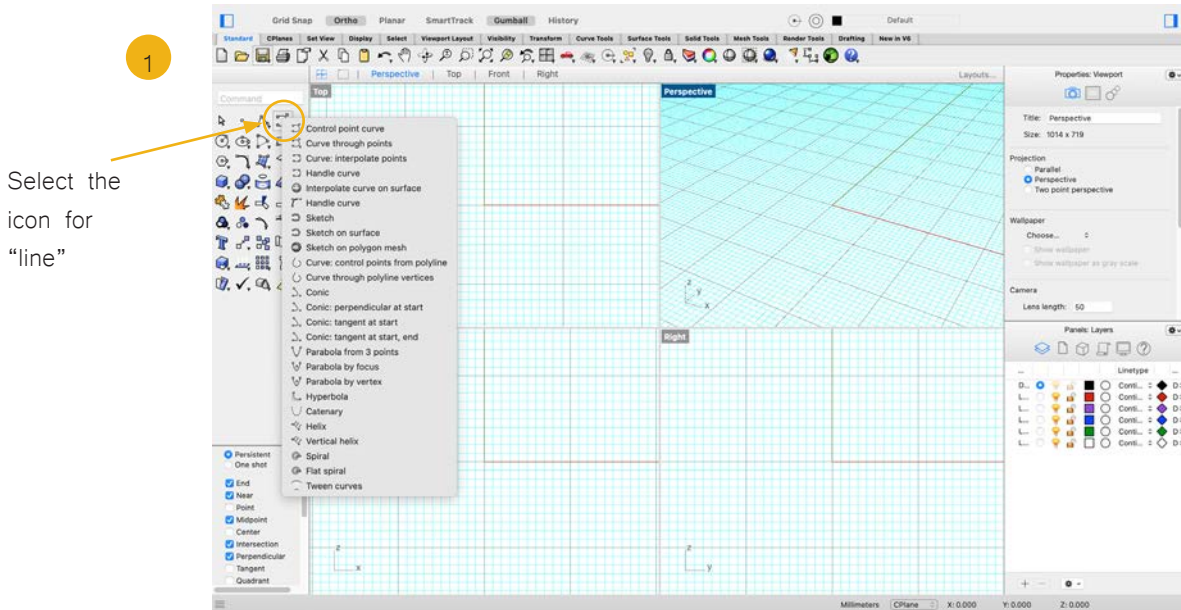 Grid Snap Ortho Planar SmartTrack Gumball History Default
Standard CPlanes Set View Display Select Viewport Layout Visibility Transform Curve Tools Surface Tools Solid Tools Mesh Tools Render Tools Drafting New in V6
1
Perspective | Top | Front | Right Layouts...
Command
Select the
icon for
“line”
Control point curve
Curve through points
Curve: interpolate points
Handle curve
Interpolate curve on surface
Handle curve
Sketch
Sketch on surface
Sketch on polygon mesh
Curve: control points from polyline
Curve through polyline vertices
Conic
Conic: perpendicular at start
Conic: tangent at start
Conic: tangent at start, end
Parabola from 3 points
Parabola by focus
Parabola by vertex
Hyperbola
Catenary
Helix
Vertical helix
Spiral
Flat spiral
Tween curves
Persistent
One shot
End
Near
Point
Midpoint
Center
Intersection
Perpendicular
Tangent
Quadrant
Top
Perspective
z
y
x
Right
z
x
z
y
Properties: Viewport
Title: Perspective
Size: 1014 x 719
Projection
Parallel
Perspective
Two point perspective
Wallpaper
Choose...
Show wallpaper
Show wallpaper as gray scale
Camera
Lens length: 50
Panels: Layers
... Linetype ...
D... Conti... D
L... Conti... D
L... Conti... D
L... Conti... D
L... Conti... D
L... Conti... D
Millimeters CPlane X: 0.000 Y: 0.000 Z: 0.000